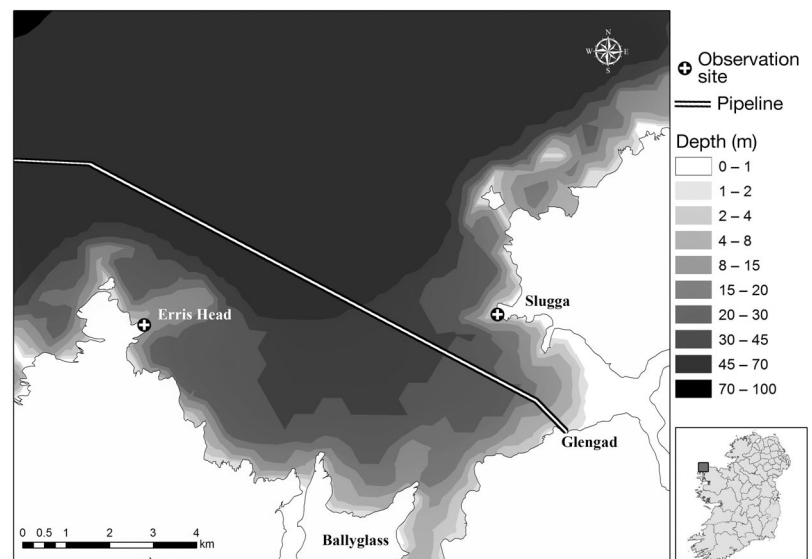 N
W E
S
Observation
site
Pipeline
Depth (m)
0 – 1
1 – 2
2 – 4
4 – 8
8 – 15
15 – 20
20 – 30
30 – 45
45 – 70
70 – 100
Erris Head
Slugga
Glengad
Ballyglass
0 0.5 1 2 3 4
km